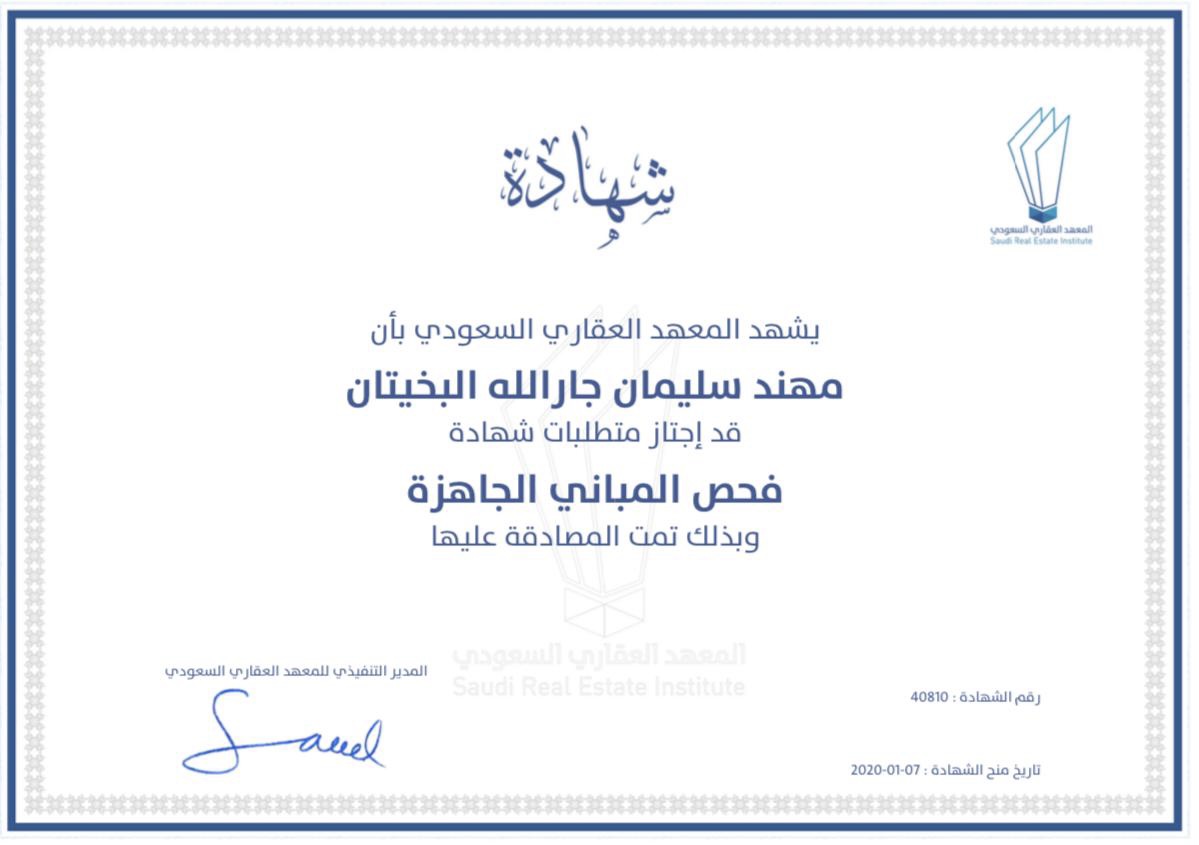 شهادة
المعهد العقاري السعودي
Saudi Real Estate Institute
يشهد المعهد العقاري السعودي بأن
مهند سليمان جارالله البخيتان
قد إجتاز متطلبات شهادة
فحص المباني الجاهزة
وبذلك تمت المصادقة عليها
المعهد العقاري السعودي
Saudi Real Estate Institute
المدير التنفيذي للمعهد العقاري السعودي
Saud
رقم الشهادة : 40810
تاريخ منح الشهادة : 2020-01-07